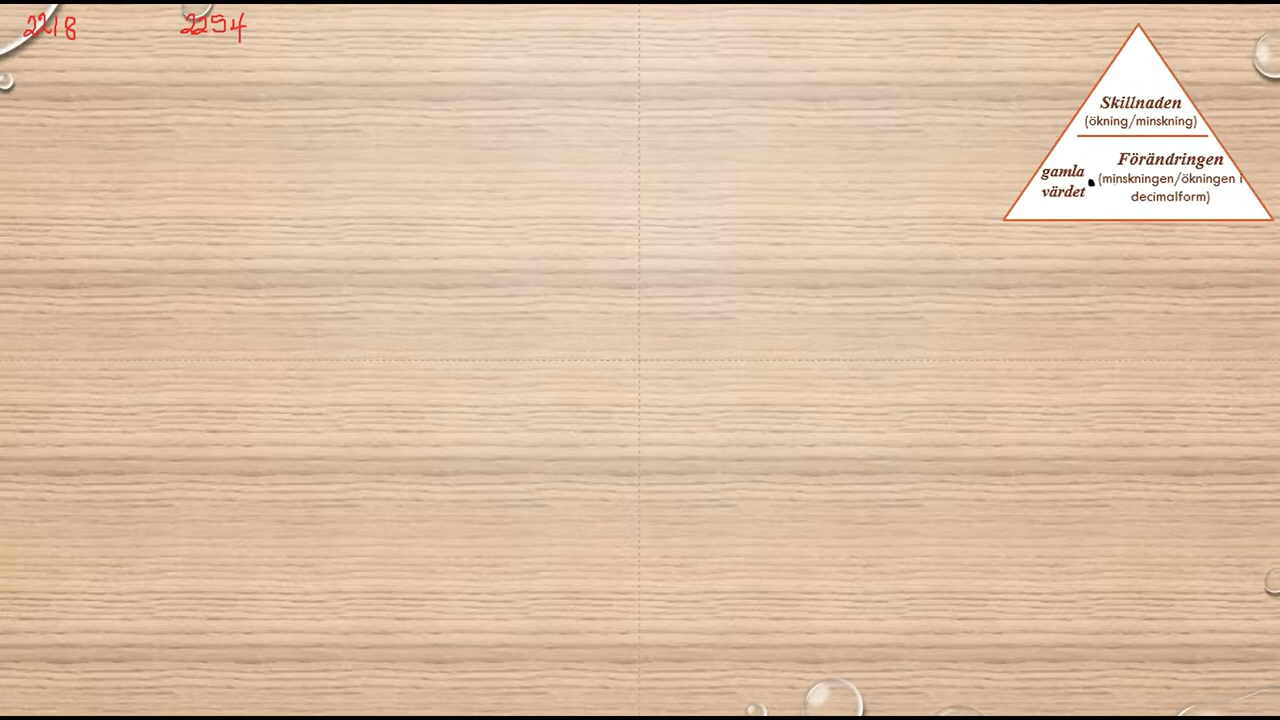 2218 2254
Skillnaden
(ökning/minskning)
gamla värdet
Förändringen
(minskningen/ökningen i
decimalform)